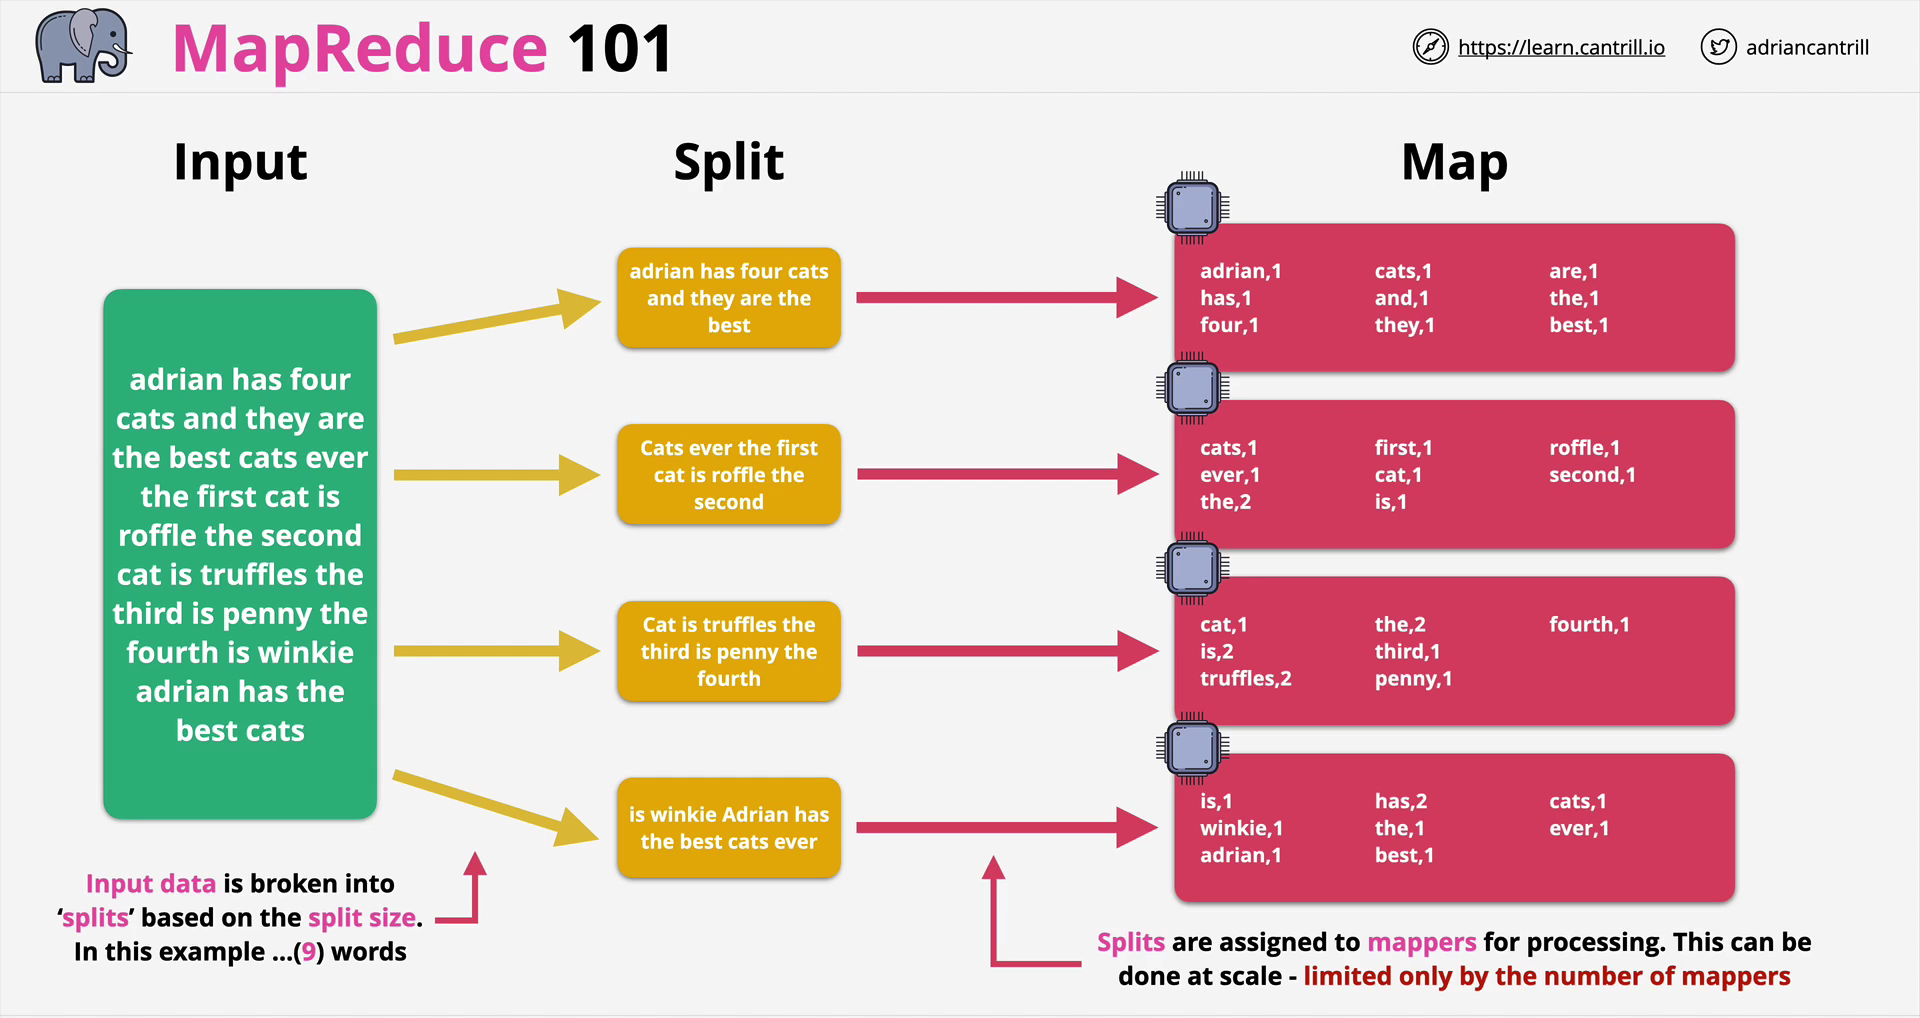 MapReduce 101
https://learn.cantrill.io
adriancantrill
Input
Split
Map
adrian has four
cats and they are
the best cats ever
the first cat is
roffle the second
cat is truffles the
third is penny the
fourth is winkie
adrian has the
best cats
adrian has four cats
and they are the
best
Cats ever the first
cat is roffle the
second
Cat is truffles the
third is penny the
fourth
is winkie Adrian has
the best cats ever
adrian,1 cats,1 are,1
has,1 and,1 the,1
four,1 they,1 best,1
cats,1 first,1 roffle,1
ever,1 cat,1 second,1
the,2 is,1
cat,1 the,2 fourth,1
is,2 third,1
truffles,2 penny,1
is,1 has,2 cats,1
winkie,1 the,1 ever,1
adrian,1 best,1
Input data is broken into
‘splits’ based on the split size.
In this example ...(9) words
Splits are assigned to mappers for processing. This can be
done at scale - limited only by the number of mappers